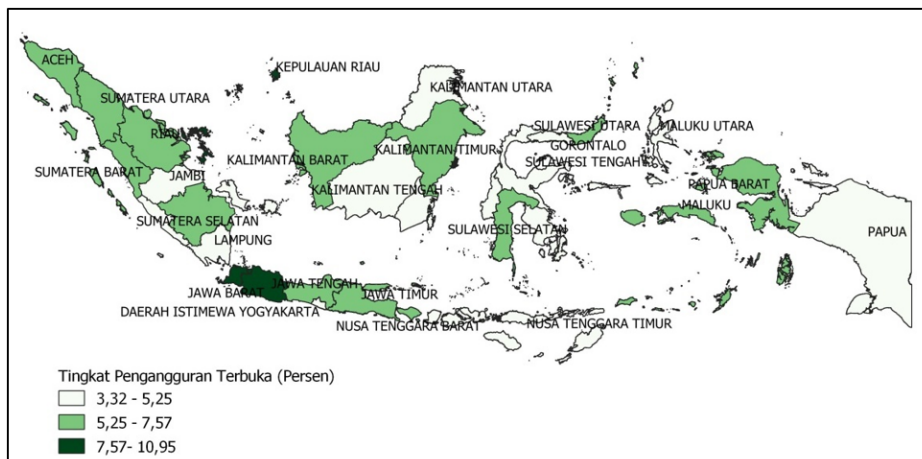 ACEH
KEPULAUAN RIAU
KALIMANTAN UTARA
SUMATERA UTARA
SULAWESI UTARA
MALUKU UTARA
RIAU
GORONTALO
KALIMANTAN TIMUR
KALIMANTAN BARAT
SULAWESI TENGAH
SUMATERA BARAT
JAMBI
KALIMANTAN TENGAH
PAPUA BARAT
MALUKU
SUMATERA SELATAN
SULAWESI SELATAN
PAPUA
LAMPUNG
JAWA TENGAH
JAWA BARAT
JAWA TIMUR
DAERAH ISTIMEWA YOGYAKARTA
NUSA TENGGARA BARAT
NUSA TENGGARA TIMUR
Tingkat Pengangguran Terbuka (Persen)
3,32 - 5,25
5,25 - 7,57
7,57- 10,95